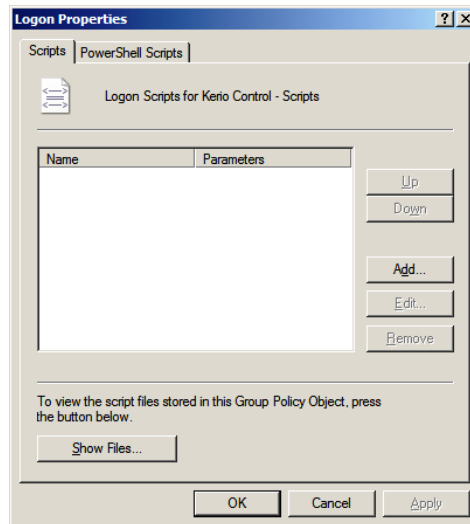 Logon Properties
Scripts PowerShell Scripts
Logon Scripts for Kerio Control - Scripts
Name Parameters
Up
Down
Add...
Edit...
Remove
To view the script files stored in this Group Policy Object, press
the button below.
Show Files...
OK Cancel Apply